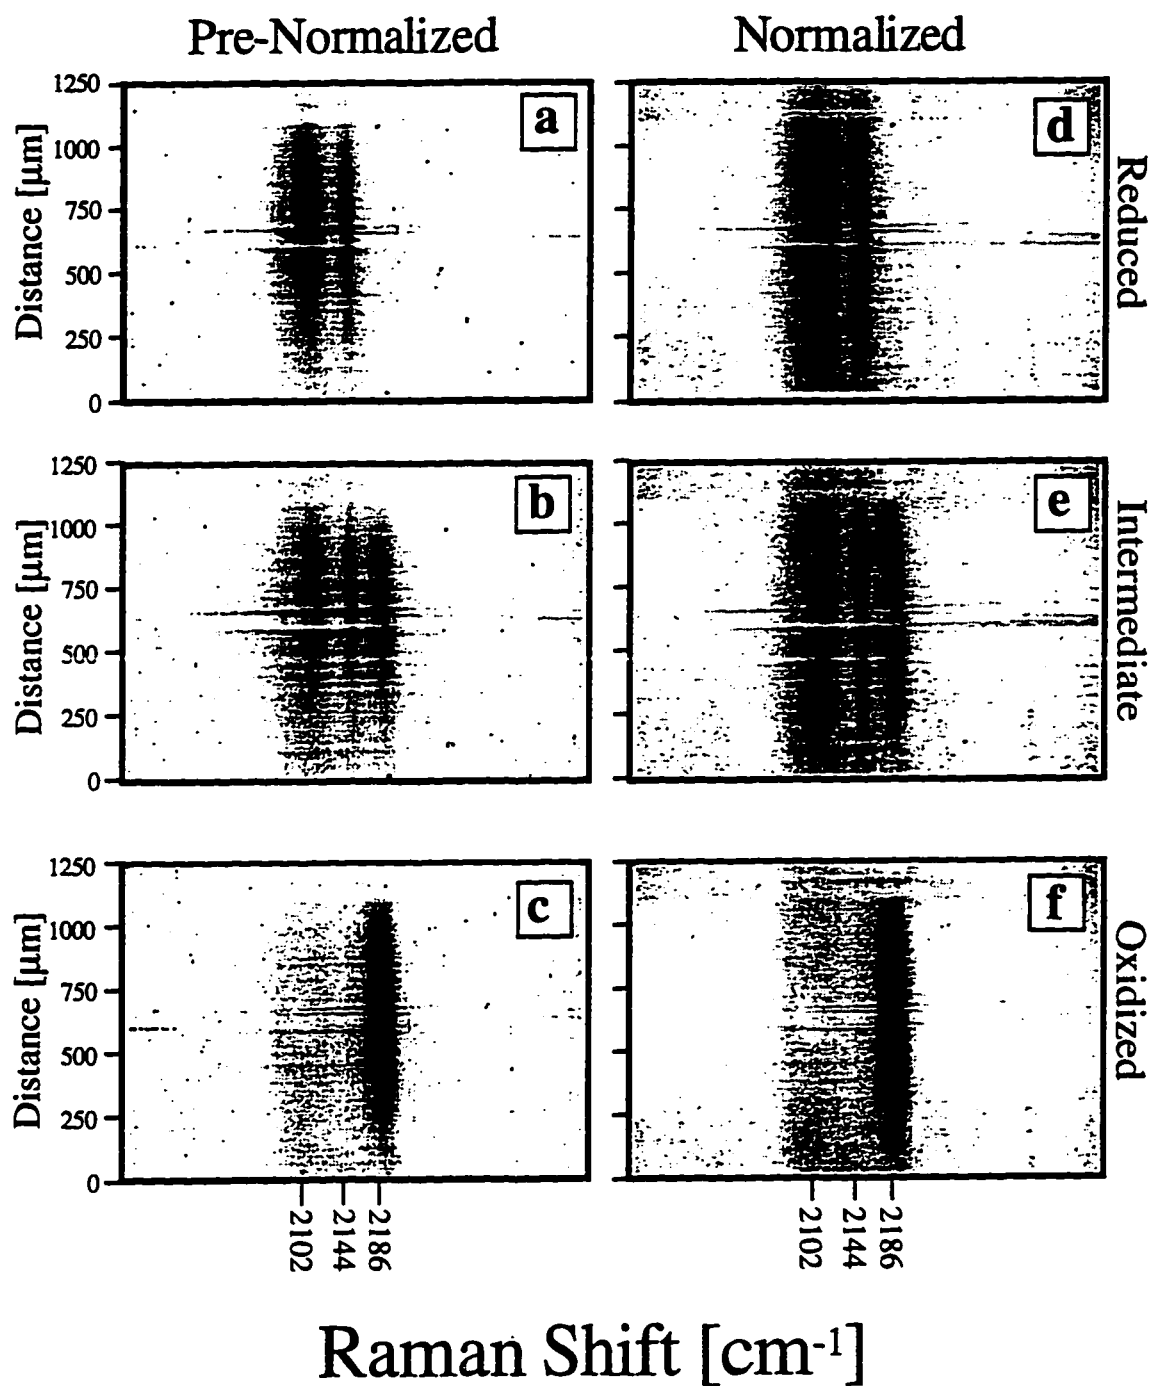 Pre-Normalized
Normalized
1250
1000
750
500
250
0
Distance [µm]
a
d
Reduced
1250
1000
750
500
250
0
Distance [µm]
b
e
Intermediate
1250
1000
750
500
250
0
Distance [µm]
c
f
Oxidized
2102
2144
2186
2102
2144
2186
Raman Shift [cm⁻¹]